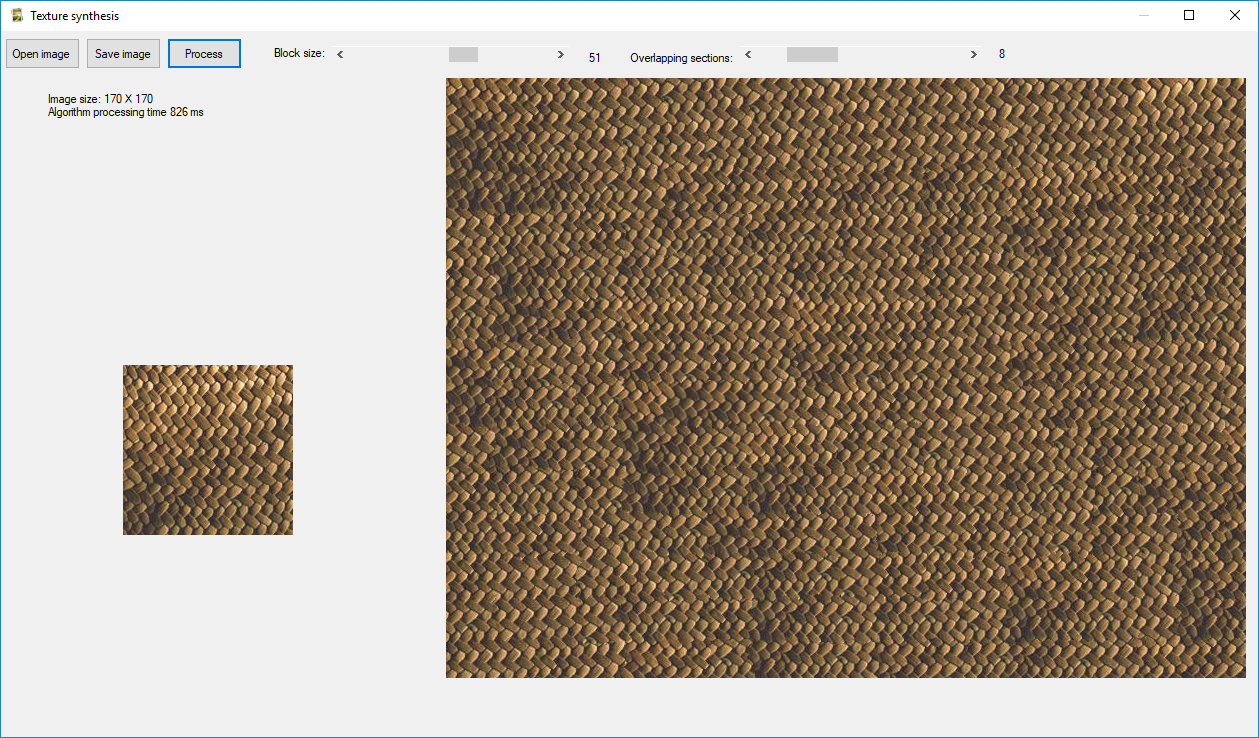 Texture synthesis
Open image
Save image
Process
Block size:
51
Overlapping sections:
8
Image size: 170 X 170
Algorithm processing time 826 ms